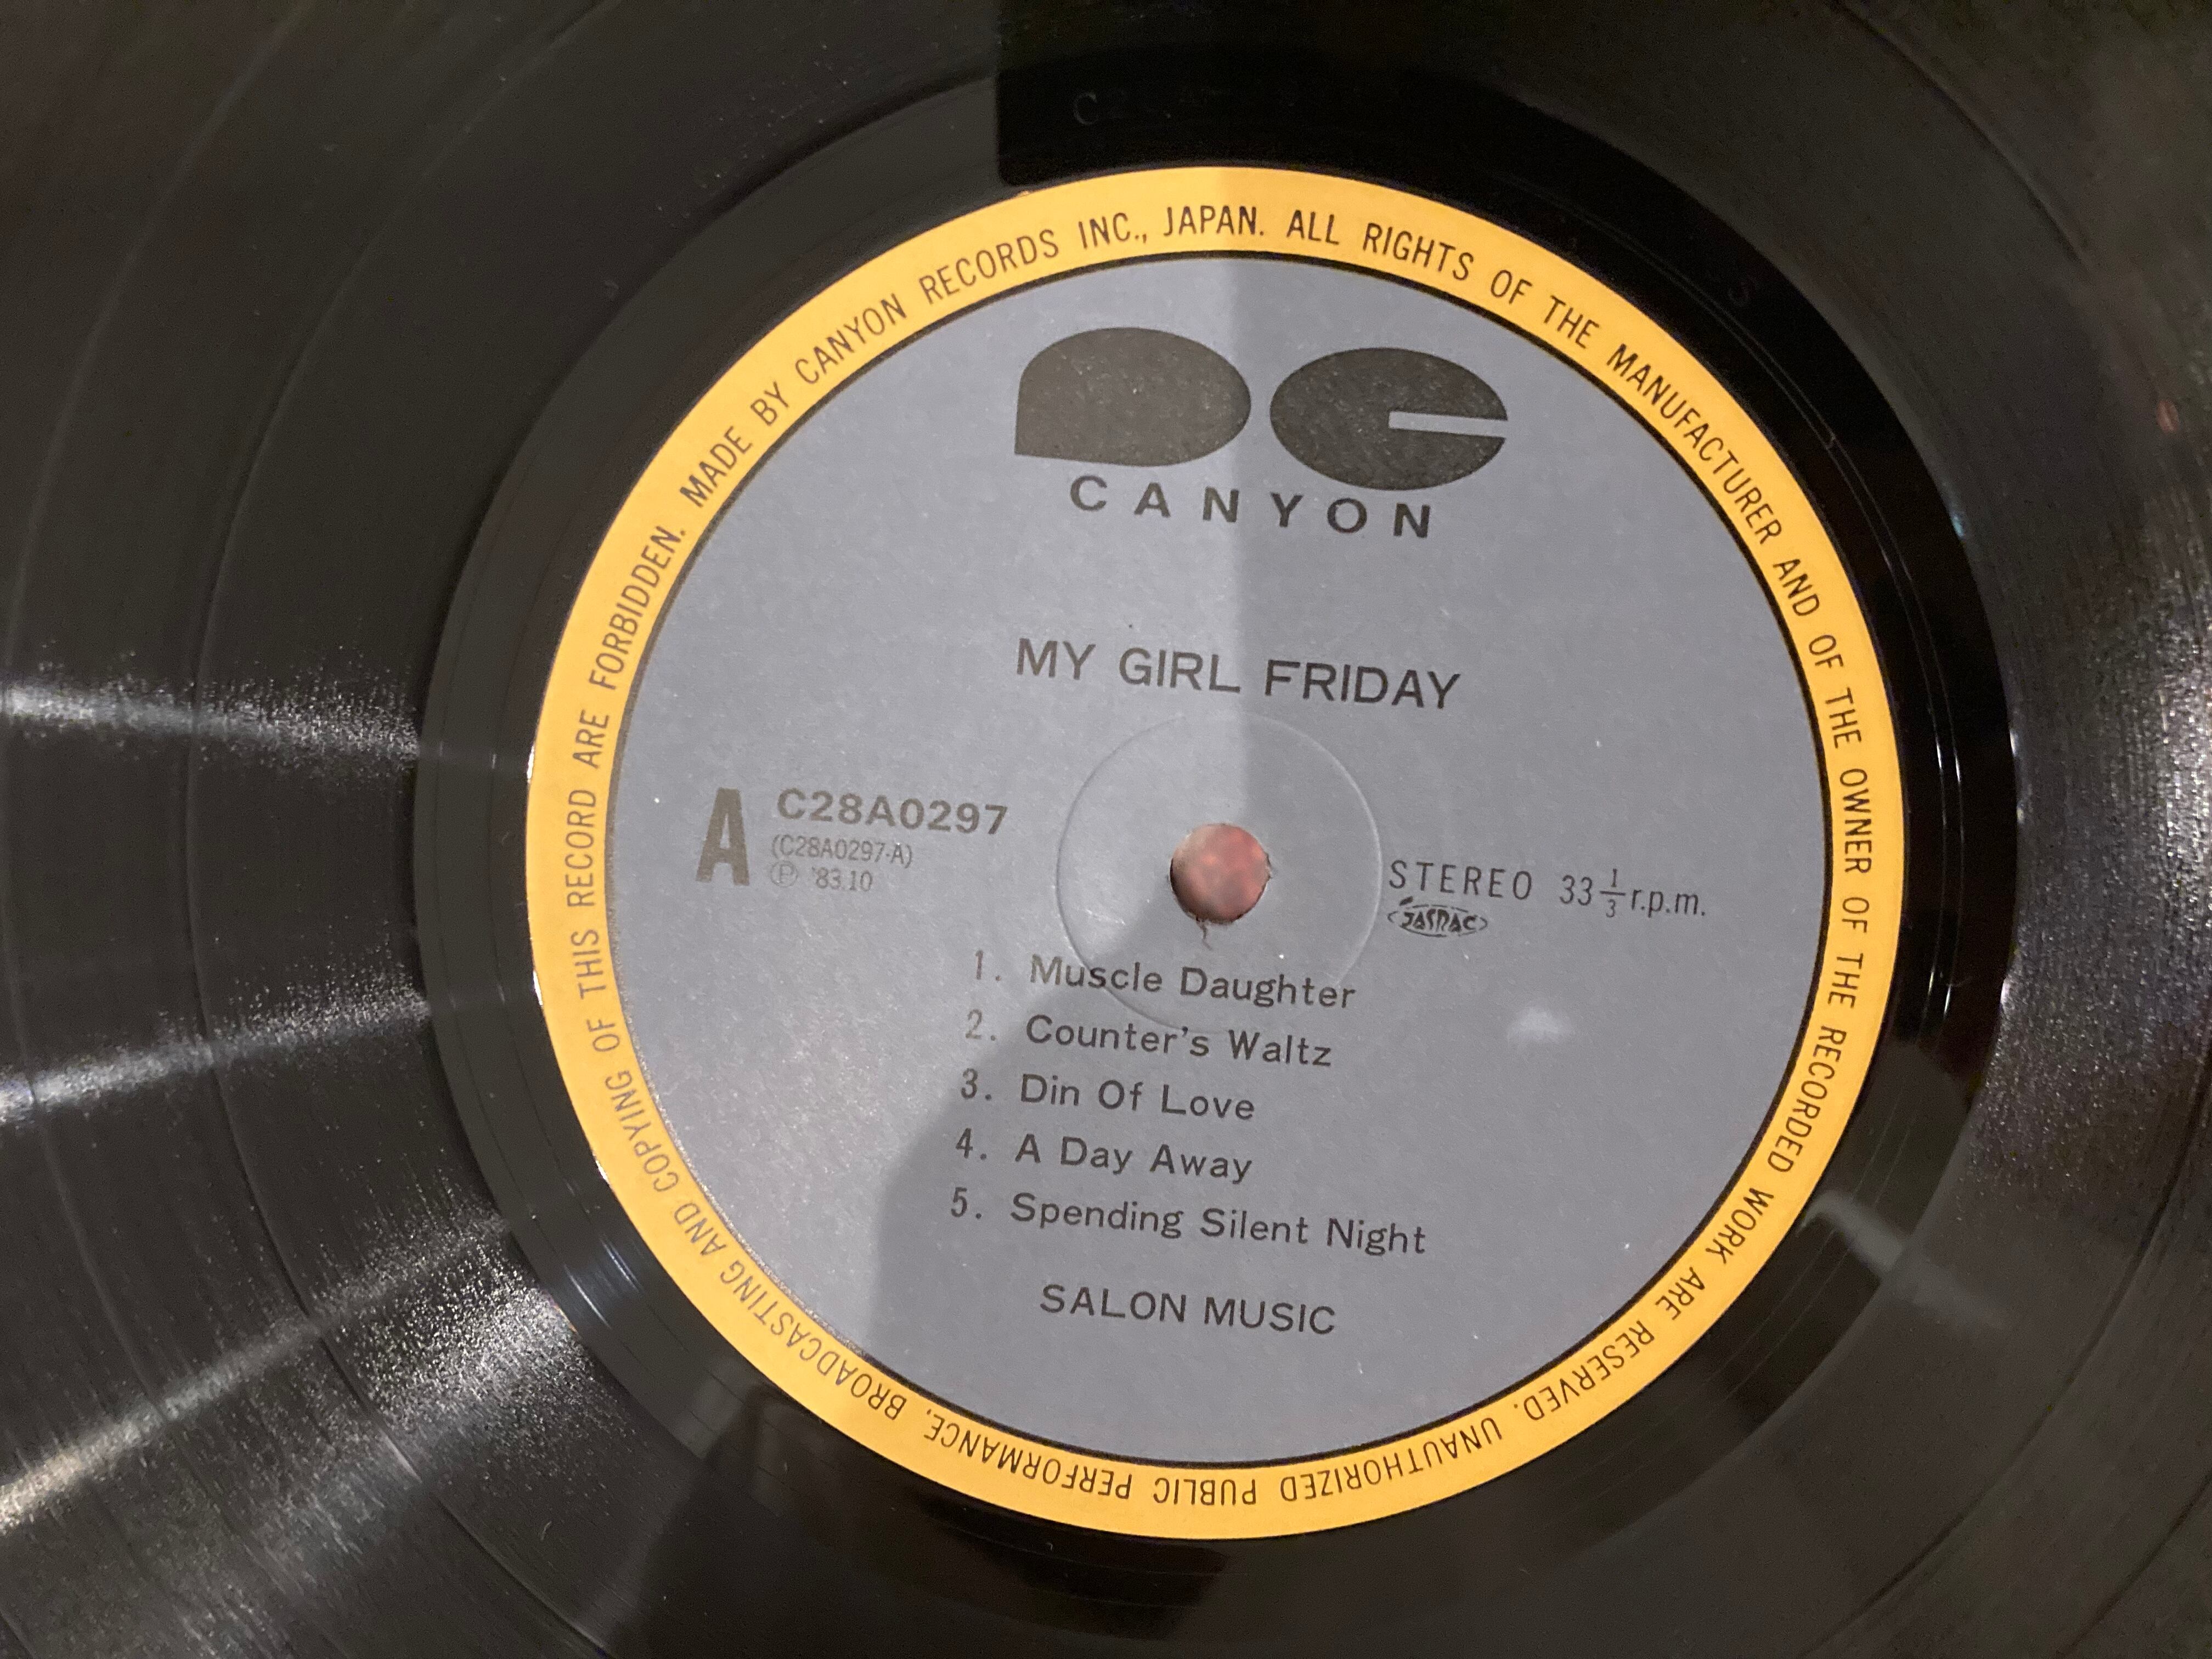 MADE BY CANYON RECORDS INC., JAPAN. ALL RIGHTS OF THE MANUFACTURER AND OF THE OWNER OF THE RECORDED WORK ARE RESERVED. UNAUTHORIZED PUBLIC PERFORMANCE, BROADCASTING AND COPYING OF THIS RECORD ARE FORBIDDEN.
PC
CANYON
MY GIRL FRIDAY
A
C28A0297
(C28A0297-A)
Ⓟ '83.10
STEREO 33 1/3 r.p.m.
JASRAC
1. Muscle Daughter
2. Counter's Waltz
3. Din Of Love
4. A Day Away
5. Spending Silent Night
SALON MUSIC